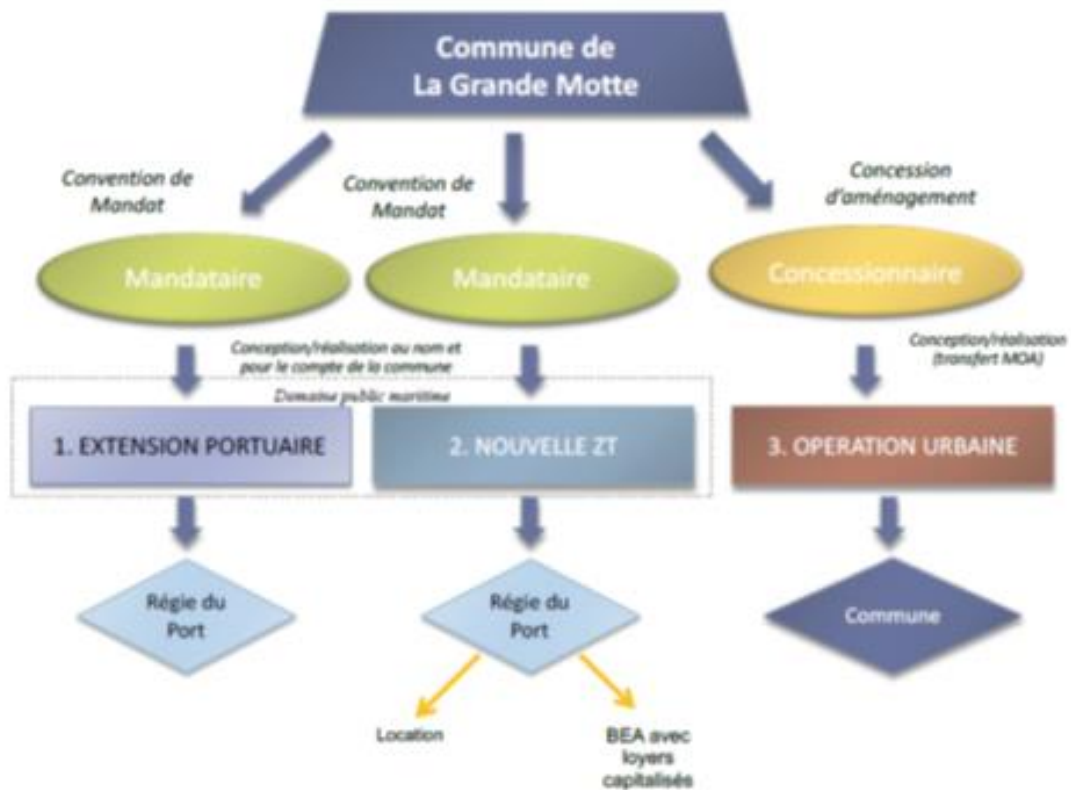 Commune de
La Grande Motte
Convention de
Mandat
Convention de
Mandat
Concession
d'aménagement
Mandataire
Mandataire
Concessionnaire
Conception/réalisation au nom et
pour le compte de la commune
Conception/réalisation
(transfert MOA)
Domaine public maritime
1. EXTENSION PORTUAIRE
2. NOUVELLE ZT
3. OPERATION URBAINE
Régie du
Port
Régie du
Port
Commune
Location
BEA avec
loyers
capitalisés